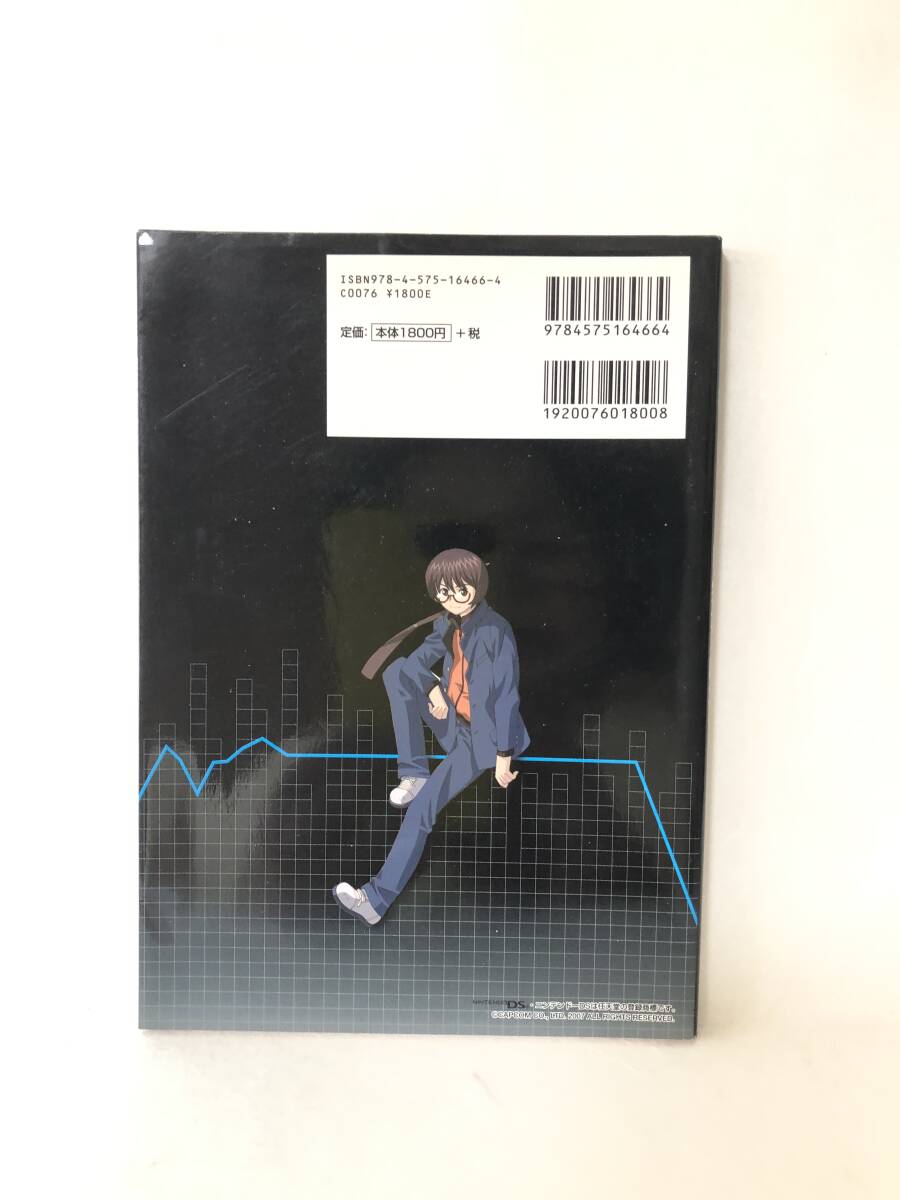 ISBN978-4-575-16466-4
C0076 ¥1800E
定価: 本体1800円 +税
9784575164664
1920076018008
NINTENDO DS・ニンテンドーDSは任天堂の登録商標です。
©CAPCOM CO., LTD. 2007 ALL RIGHTS RESERVED.